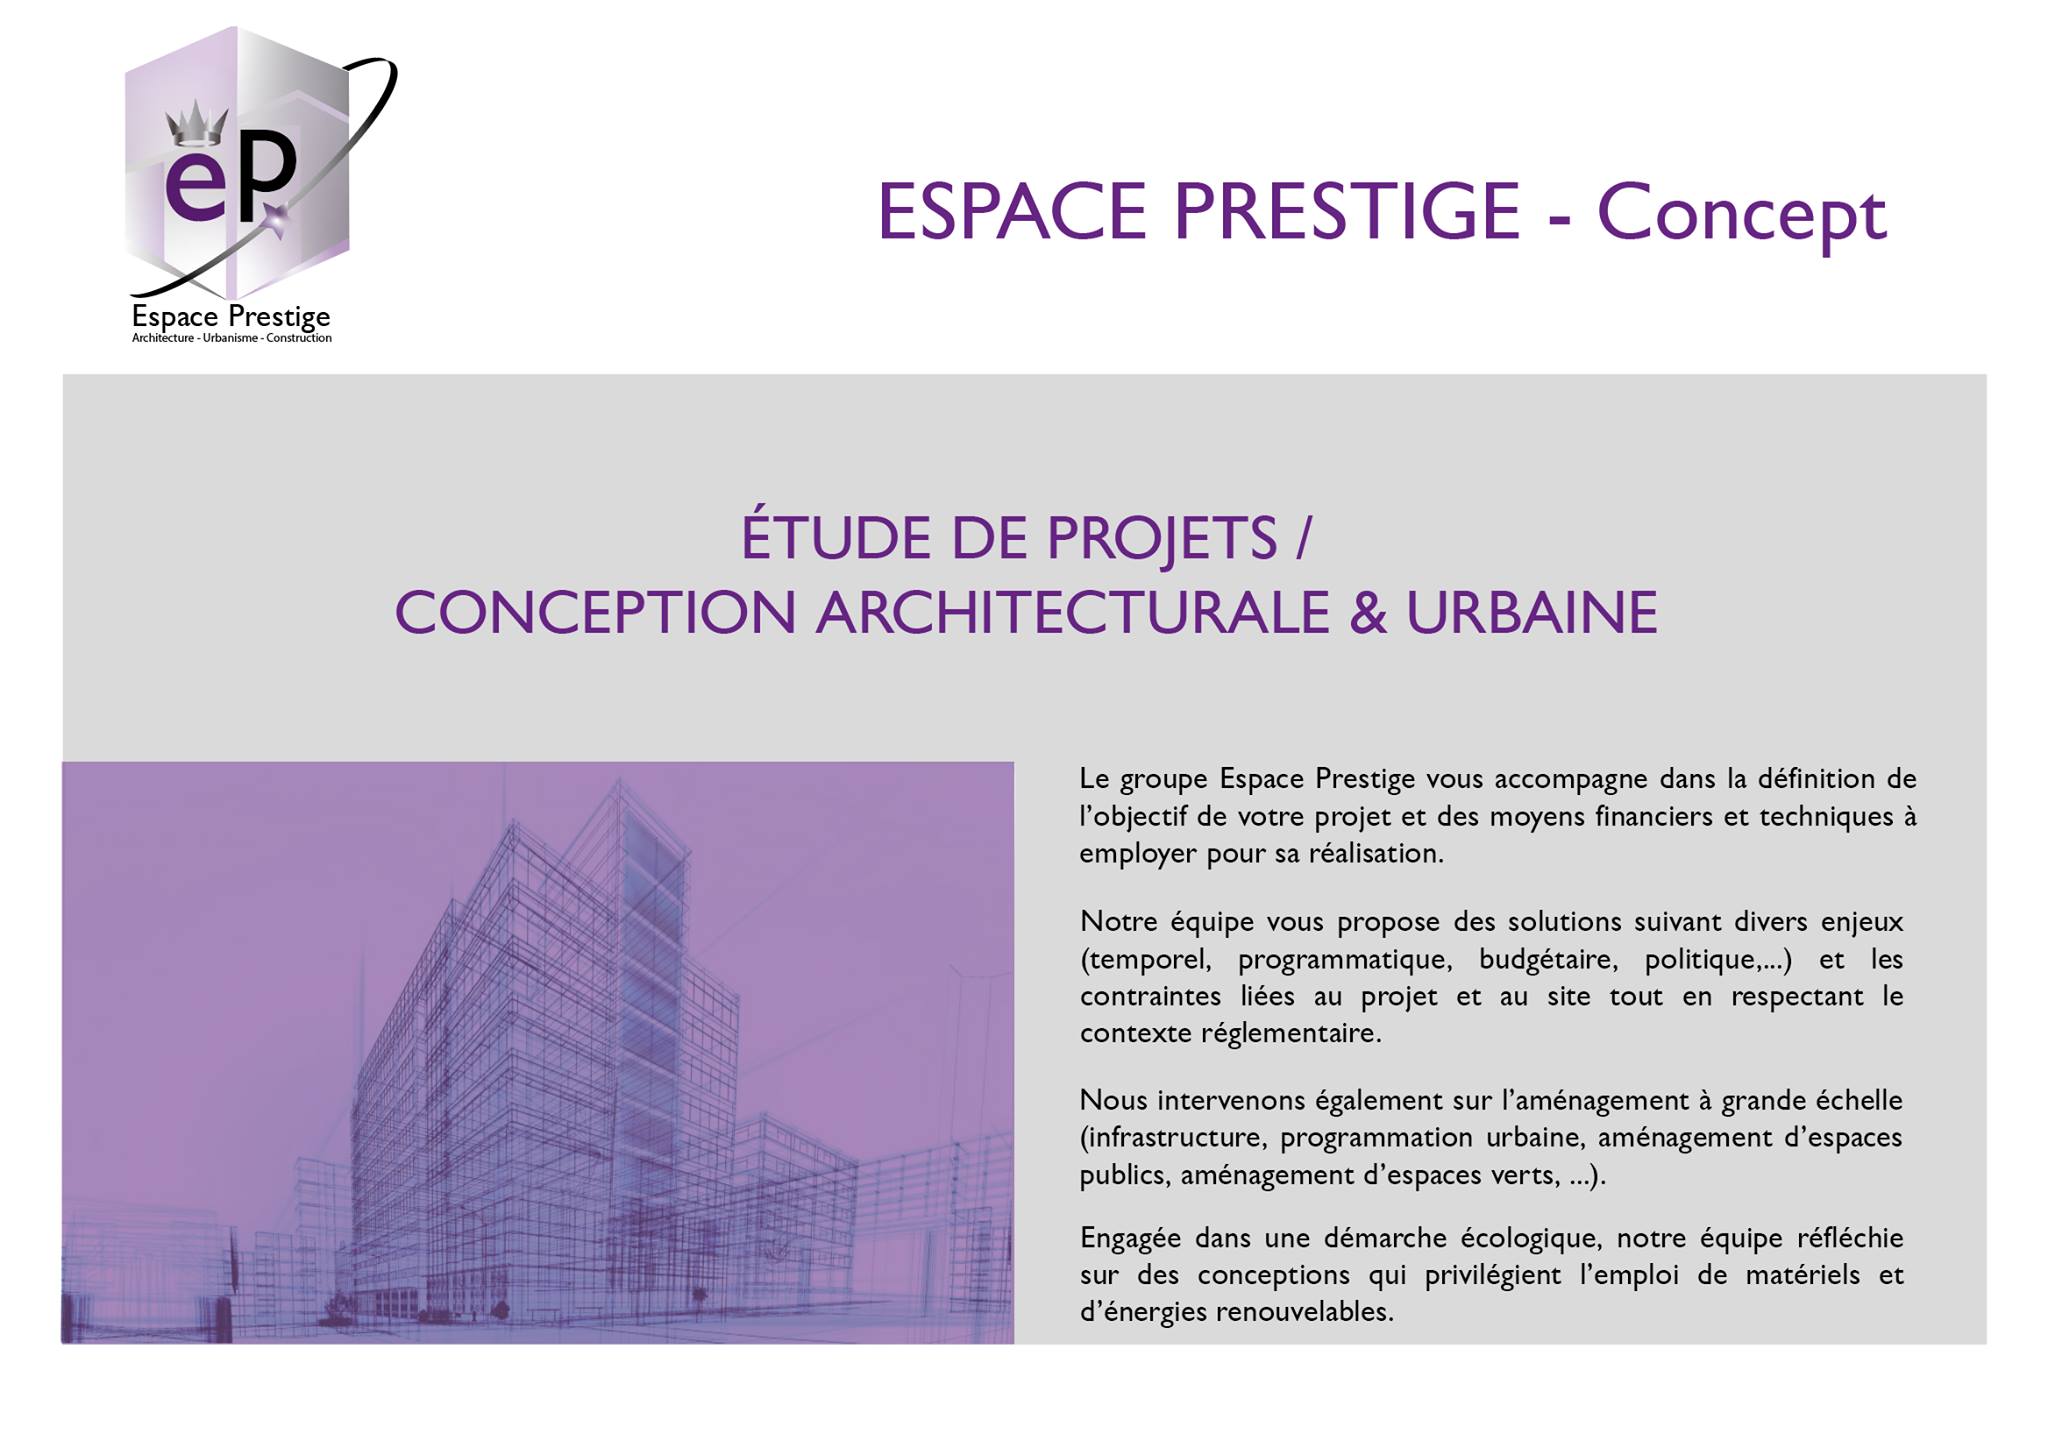 eP
Espace Prestige
Architecture - Urbanisme - Construction
ESPACE PRESTIGE - Concept
ÉTUDE DE PROJETS /
CONCEPTION ARCHITECTURALE & URBAINE
Le groupe Espace Prestige vous accompagne dans la définition de
l’objectif de votre projet et des moyens financiers et techniques à
employer pour sa réalisation.
Notre équipe vous propose des solutions suivant divers enjeux
(temporel, programmatique, budgétaire, politique,...) et les
contraintes liées au projet et au site tout en respectant le
contexte réglementaire.
Nous intervenons également sur l’aménagement à grande échelle
(infrastructure, programmation urbaine, aménagement d’espaces
publics, aménagement d’espaces verts, ...).
Engagée dans une démarche écologique, notre équipe réfléchie
sur des conceptions qui privilégient l’emploi de matériels et
d’énergies renouvelables.